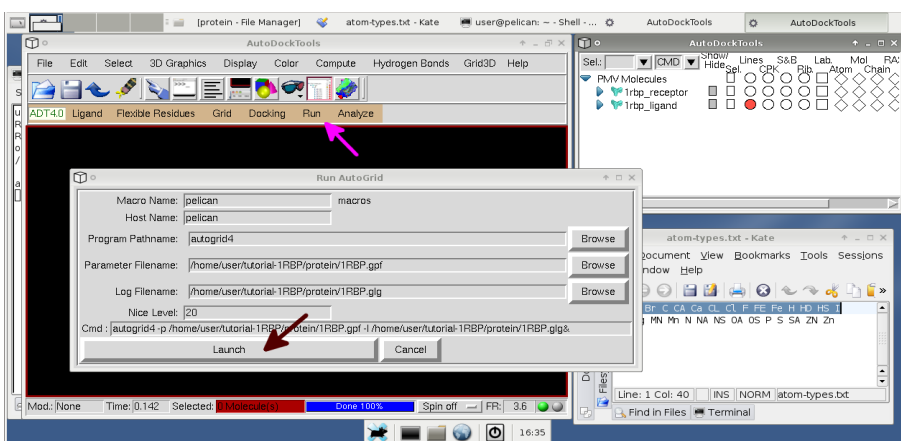 [protein - File Manager] atom-types.txt - Kate user@pelican: ~ - Shell - ... AutoDockTools AutoDockTools
AutoDockTools
File Edit Select 3D Graphics Display Color Compute Hydrogen Bonds Grid3D Help
ADT4.0 Ligand Flexible Residues Grid Docking Run Analyze
Run AutoGrid
Macro Name: pelican macros
Host Name: pelican
Program Pathname: autogrid4 Browse
Parameter Filename: /home/user/tutorial-1RBP/protein/1RBP.gpf Browse
Log Filename: /home/user/tutorial-1RBP/protein/1RBP.glg Browse
Nice Level: 20
Cmd : autogrid4 -p /home/user/tutorial-1RBP/protein/1RBP.gpf -l /home/user/tutorial-1RBP/protein/1RBP.glg&
Launch Cancel
Mod.: None Time: 0.142 Selected: 0 Molecule(s) Done 100% Spin off FR: 3.6
AutoDockTools
Sel.: CMD Show/ Lines S&B Lab. Mol RA
Hide Sel. CPK Rib. Atom Chain
PMV Molecules
1rbp_receptor
1rbp_ligand
atom-types.txt - Kate
ocument View Bookmarks Tools Sessions
ndow Help
Br C CA Ca CL Cl F FE Fe H HD HS I
MN Mn N NA NS OA OS P S SA ZN Zn
Files
Line: 1 Col: 40 INS NORM atom-types.txt
Find in Files Terminal
16:35